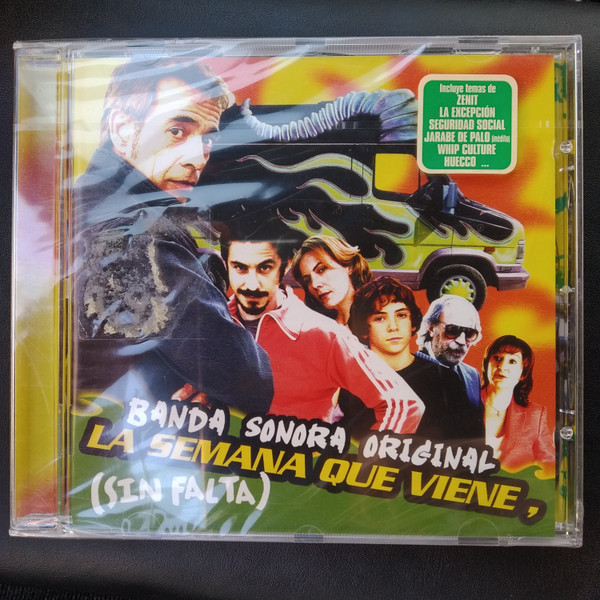 Incluye temas de
ZENIT
LA EXCEPCIÓN
SEGURIDAD SOCIAL
JARABE DE PALO (inédito)
WHIP CULTURE
HUECCO ...
BANDA SONORA ORIGINAL
LA SEMANA QUE VIENE,
(SIN FALTA)